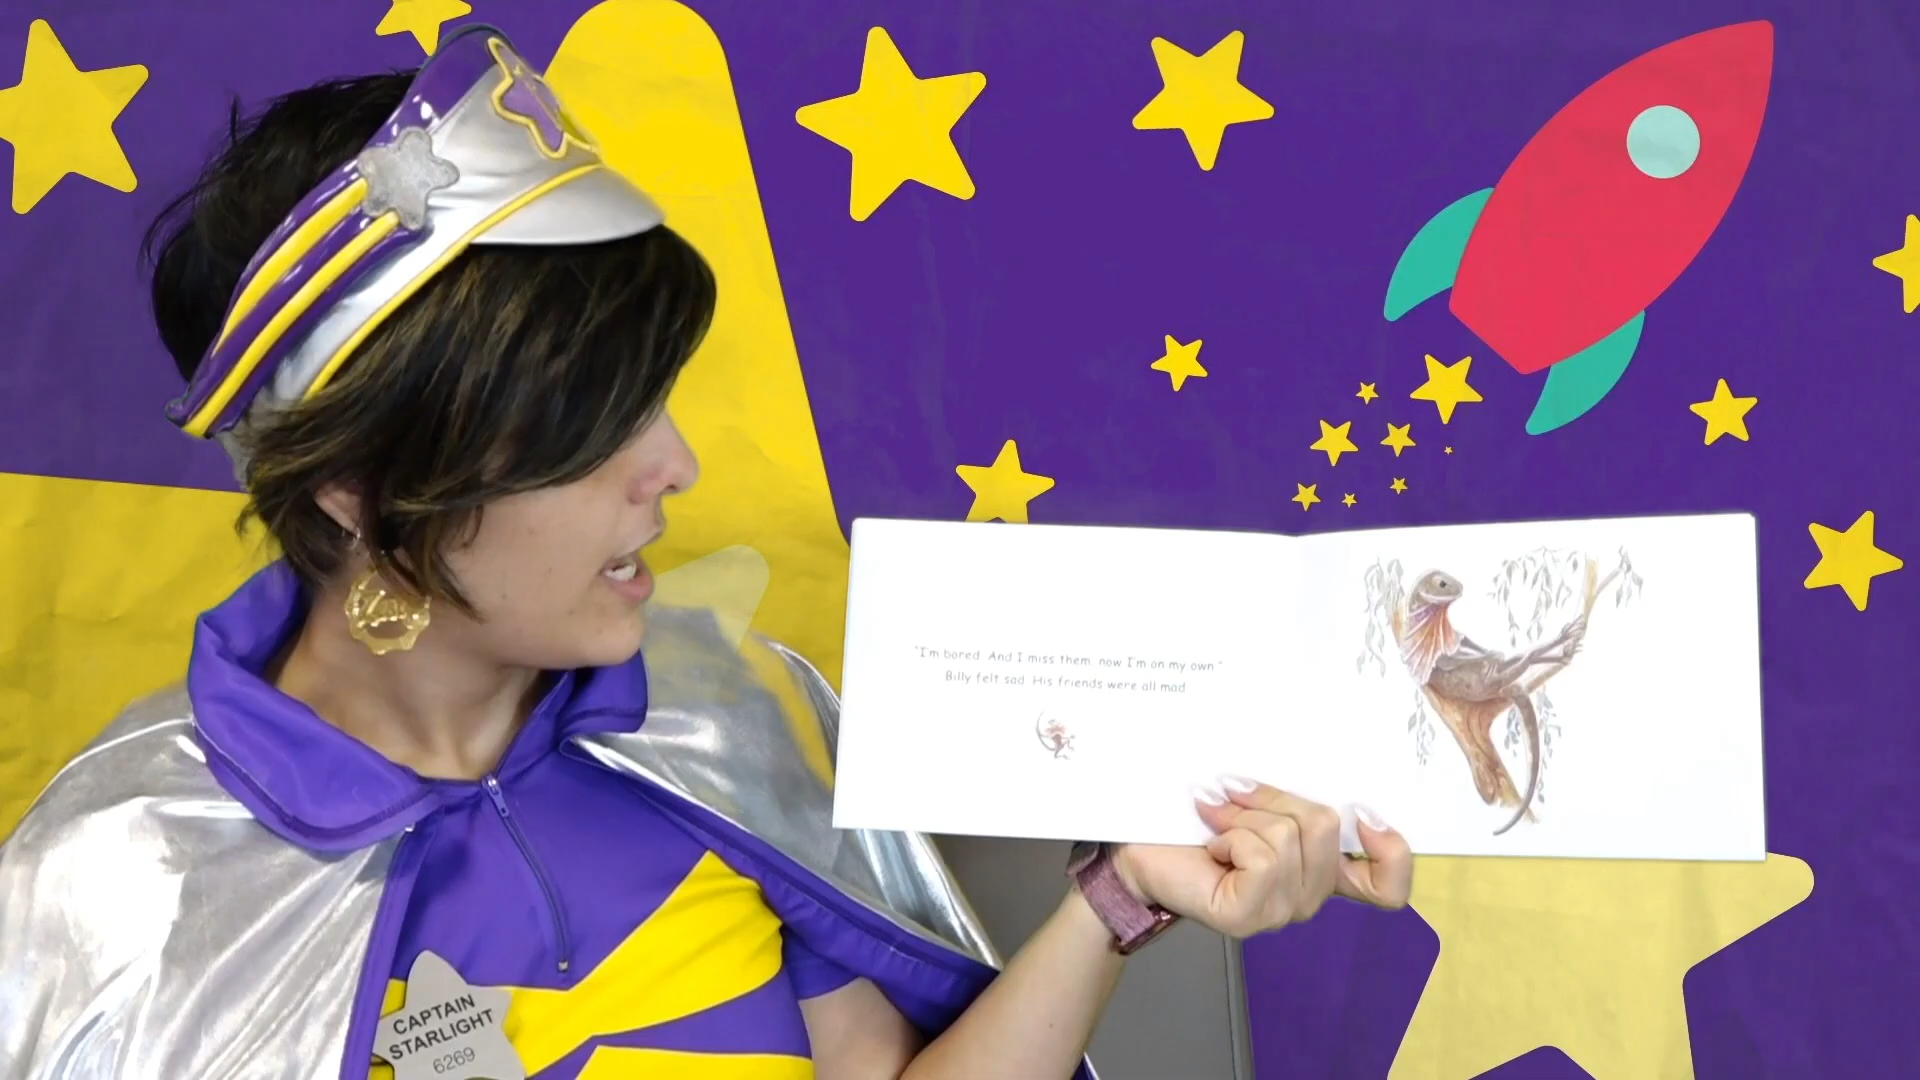 "I'm bored. And I miss them, now I'm on my own."
Billy felt sad. His friends were all mad.
CAPTAIN
STARLIGHT
6269